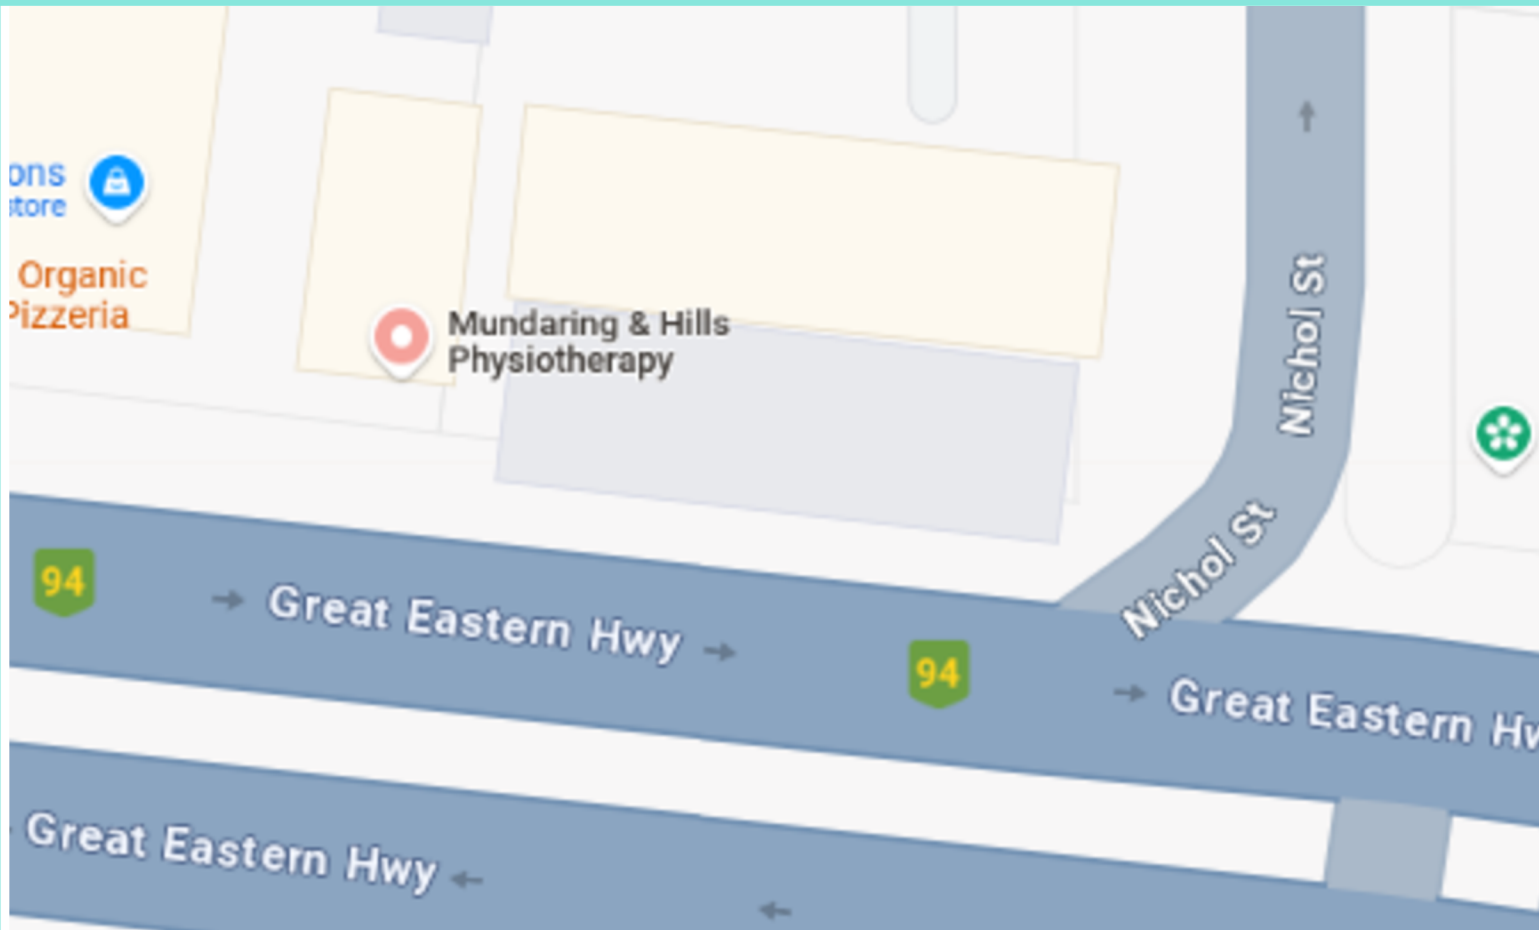 ons
store
Organic
Pizzeria
Mundaring & Hills
Physiotherapy
Nichol St
Nichol St
94
Great Eastern Hwy
94
Great Eastern Hw
Great Eastern Hwy